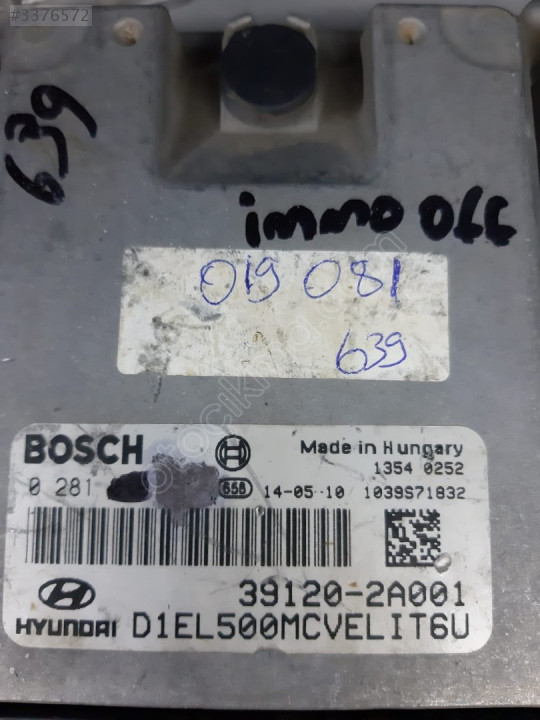 #3376572
639
immo off
019 081
639
BOSCH
Made in Hungary
1354 0252
0 281
658
14-05-10
1039S71832
39120-2A001
HYUNDAI D1EL500MCVELIT6U